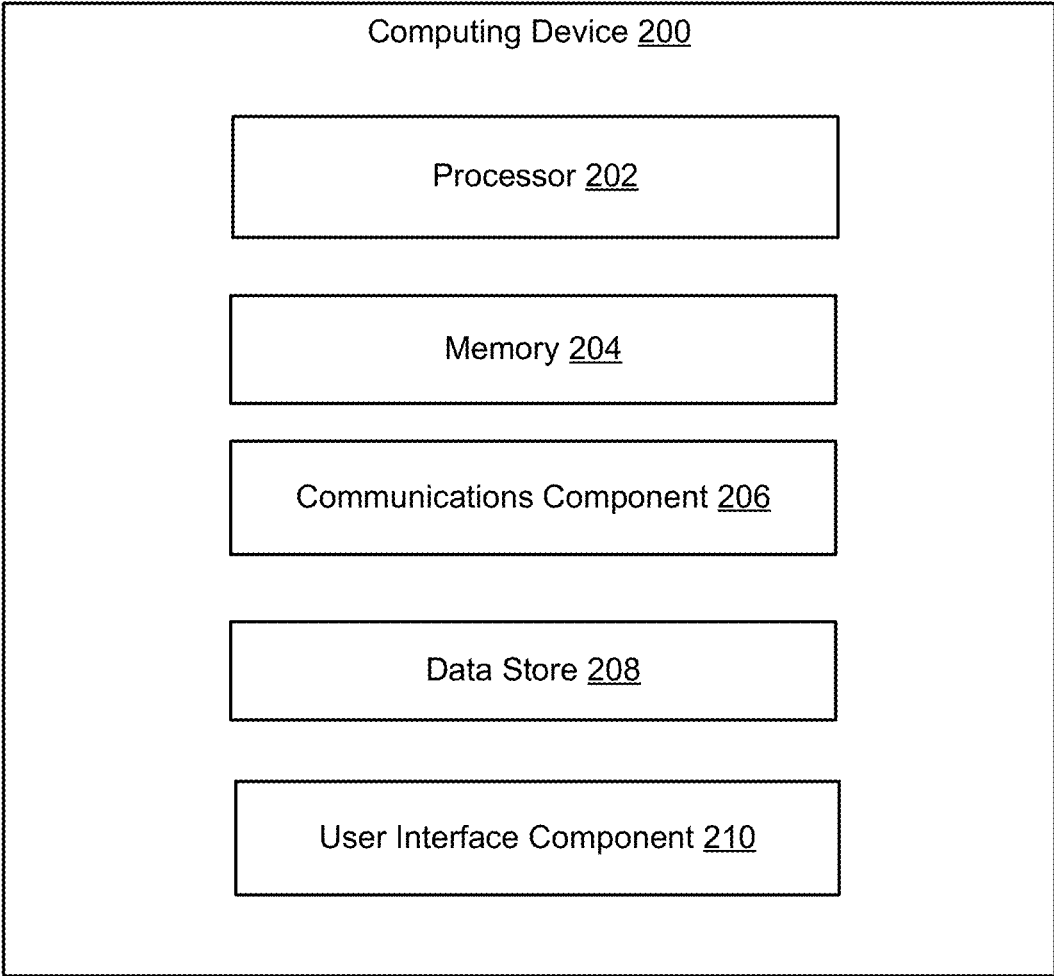 Computing Device 200
Processor 202
Memory 204
Communications Component 206
Data Store 208
User Interface Component 210